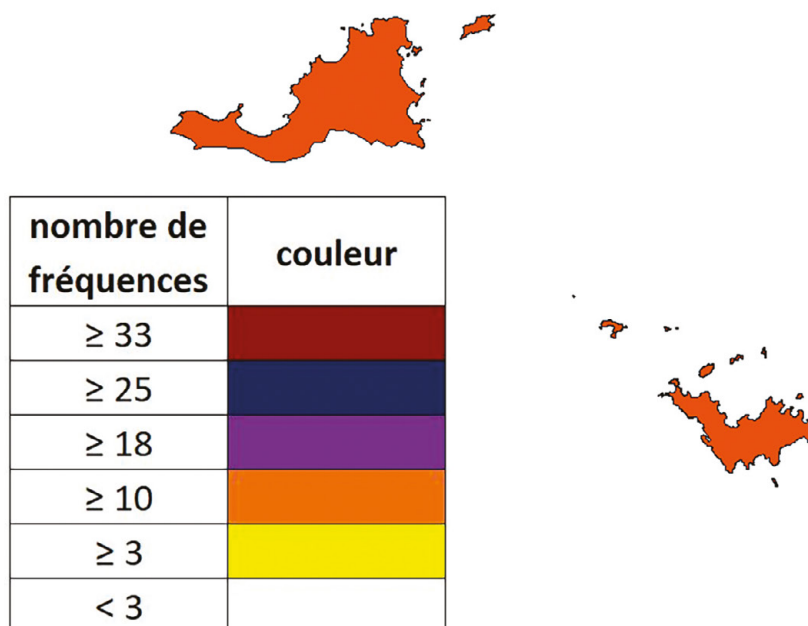 nombre de
fréquences
couleur
≥ 33
≥ 25
≥ 18
≥ 10
≥ 3
< 3